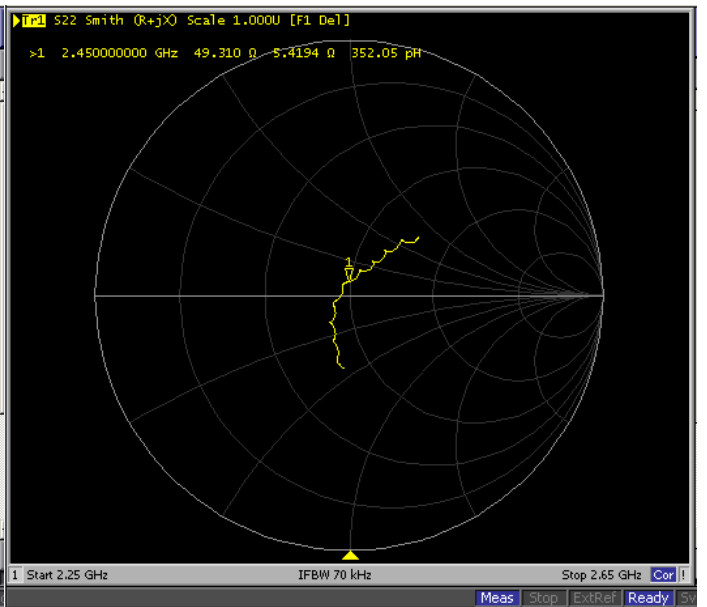 Tr1 S22 Smith (R+jX) Scale 1.000U [F1 Del]
>1 2.450000000 GHz 49.310 Ω 5.4194 Ω 352.05 pH
1
1 Start 2.25 GHz IFBW 70 kHz Stop 2.65 GHz Cor !
Meas Stop ExtRef Ready